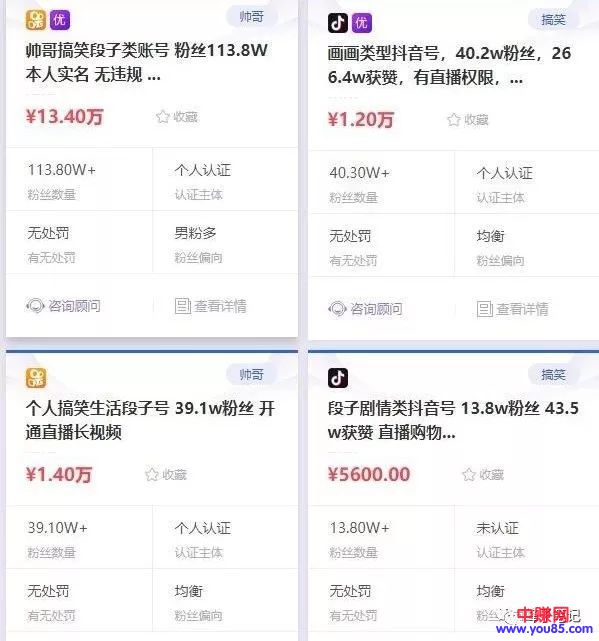 优
帅哥
帅哥搞笑段子类账号 粉丝113.8W
本人实名 无违规 ...
¥13.40万
收藏
113.80W+
个人认证
粉丝数量
认证主体
无处罚
男粉多
有无处罚
粉丝偏向
咨询顾问
查看详情
优
搞笑
画画类型抖音号，40.2w粉丝，26
6.4w获赞，有直播权限，...
¥1.20万
收藏
40.30W+
个人认证
粉丝数量
认证主体
无处罚
均衡
有无处罚
粉丝偏向
咨询顾问
查看详情
帅哥
个人搞笑生活段子号 39.1w粉丝 开
通直播长视频
¥1.40万
收藏
39.10W+
个人认证
粉丝数量
认证主体
无处罚
均衡
有无处罚
粉丝偏向
搞笑
段子剧情类抖音号 13.8w粉丝 43.5
w获赞 直播购物...
¥5600.00
收藏
13.80W+
未认证
粉丝数量
认证主体
无处罚
均衡
有无处罚
中赚网
记
www.you85.com